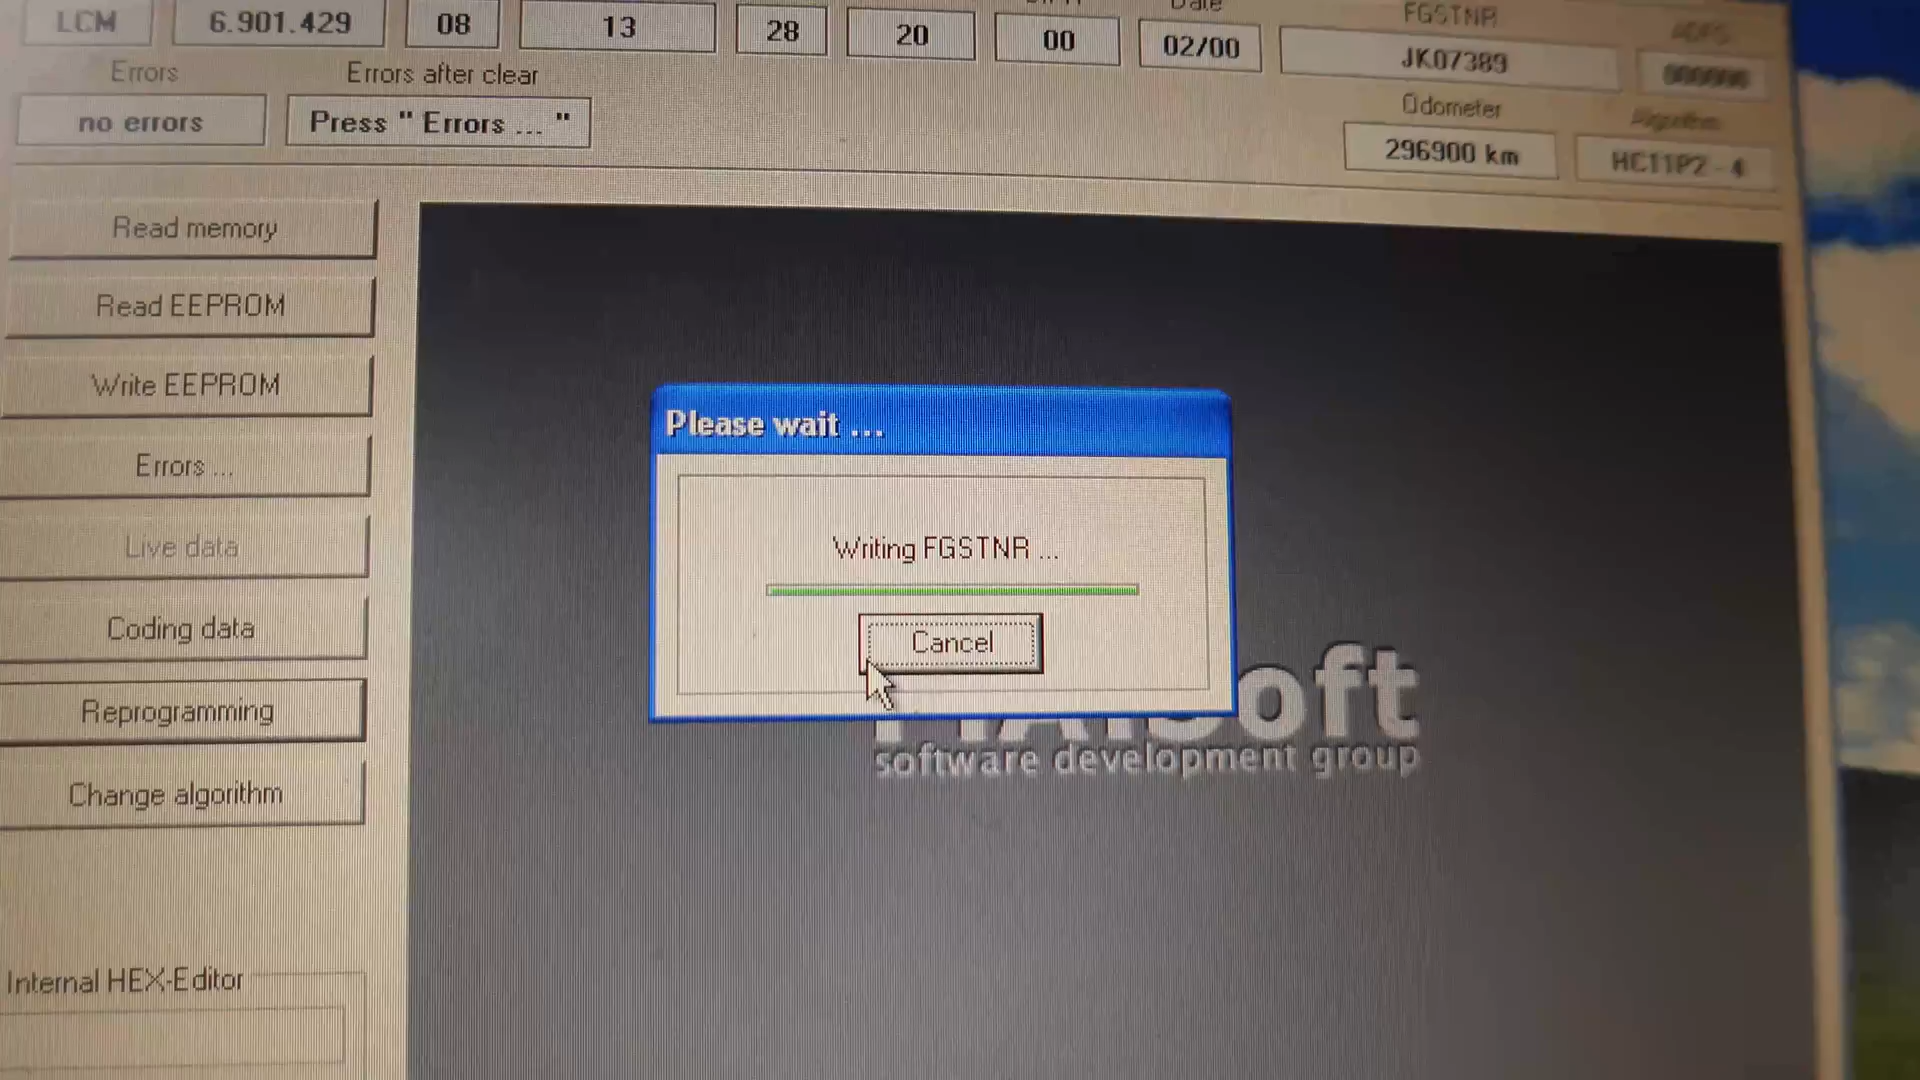 Date
FGSTNR
LCM
6.901.429
08
13
28
20
00
02/00
JK07389
Errors
Errors after clear
Odometer
Algorithm
no errors
Press " Errors ... "
296900 km
HC11P2 - 4
Read memory
Read EEPROM
Write EEPROM
Errors ...
Live data
Coding data
Reprogramming
Change algorithm
Internal HEX-Editor
Please wait ...
Writing FGSTNR ...
Cancel
software development group